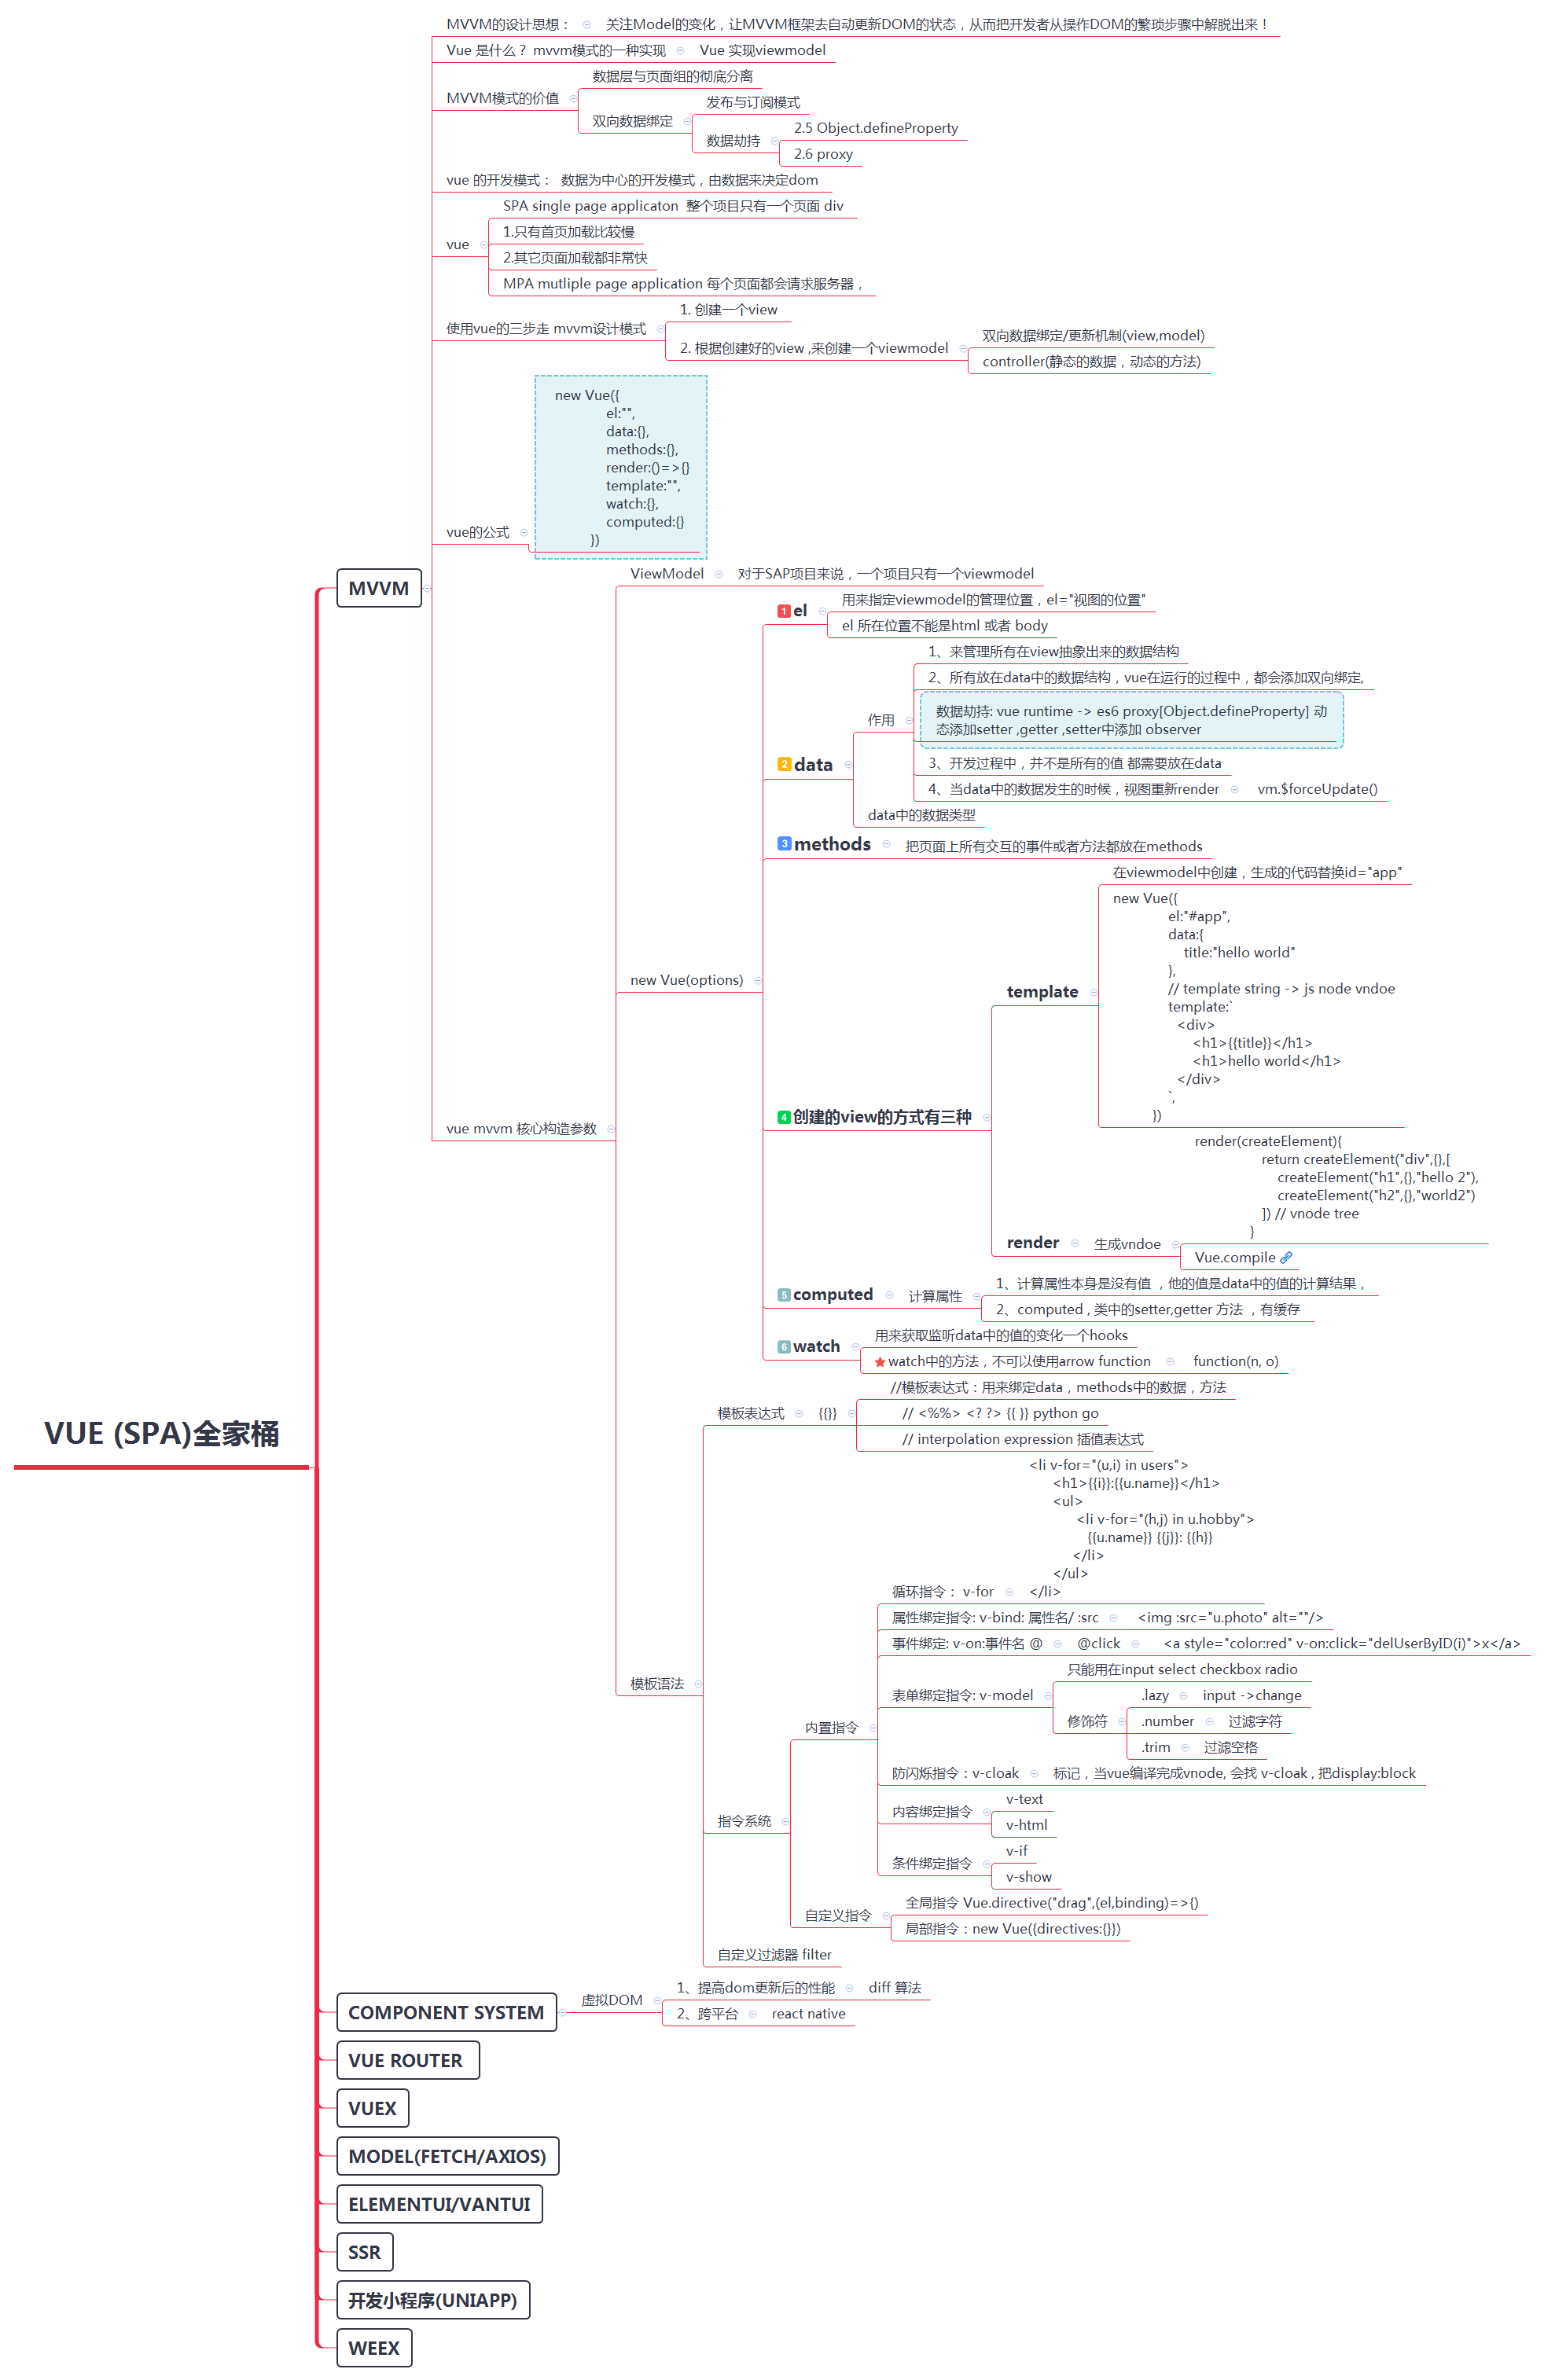 MVVM的设计思想： 关注Model的变化，让MVVM框架去自动更新DOM的状态，从而把开发者从操作DOM的繁琐步骤中解脱出来！
Vue 是什么？ mvvm模式的一种实现 Vue 实现viewmodel
MVVM模式的价值
数据层与页面组的彻底分离
双向数据绑定
发布与订阅模式
数据劫持
2.5 Object.defineProperty
2.6 proxy
vue 的开发模式： 数据为中心的开发模式，由数据来决定dom
vue
SPA single page applicaton 整个项目只有一个页面 div
1.只有首页加载比较慢
2.其它页面加载都非常快
MPA mutliple page application 每个页面都会请求服务器，
使用vue的三步走 mvvm设计模式
1. 创建一个view
2. 根据创建好的view ,来创建一个viewmodel
双向数据绑定/更新机制(view,model)
controller(静态的数据，动态的方法)
vue的公式
new Vue({
el:"",
data:{},
methods:{},
render:()=>{}
template:"",
watch:{},
computed:{}
})
MVVM
vue mvvm 核心构造参数
ViewModel 对于SAP项目来说，一个项目只有一个viewmodel
new Vue(options)
1 el
用来指定viewmodel的管理位置，el="视图的位置"
el 所在位置不能是html 或者 body
2 data
作用
1、来管理所有在view抽象出来的数据结构
2、所有放在data中的数据结构，vue在运行的过程中，都会添加双向绑定,
数据劫持: vue runtime -> es6 proxy[Object.defineProperty] 动
态添加setter ,getter ,setter中添加 observer
3、开发过程中，并不是所有的值 都需要放在data
4、当data中的数据发生的时候，视图重新render vm.$forceUpdate()
data中的数据类型
3 methods 把页面上所有交互的事件或者方法都放在methods
4 创建的view的方式有三种
template
在viewmodel中创建，生成的代码替换id="app"
new Vue({
el:"#app",
data:{
title:"hello world"
},
// template string -> js node vndoe
template:`
<div>
<h1>{{title}}</h1>
<h1>hello world</h1>
</div>
`,
})
render 生成vndoe
render(createElement){
return createElement("div",{},[
createElement("h1",{},"hello 2"),
createElement("h2",{},"world2")
]) // vnode tree
}
Vue.compile
5 computed 计算属性
1、计算属性本身是没有值 ，他的值是data中的值的计算结果，
2、computed , 类中的setter,getter 方法 ，有缓存
6 watch
用来获取监听data中的值的变化一个hooks
watch中的方法，不可以使用arrow function function(n, o)
模板语法
模板表达式 {{}}
//模板表达式：用来绑定data，methods中的数据，方法
// <%%> <? ?> {{ }} python go
// interpolation expression 插值表达式
指令系统
内置指令
循环指令： v-for
<li v-for="(u,i) in users">
<h1>{{i}}:{{u.name}}</h1>
<ul>
<li v-for="(h,j) in u.hobby">
{{u.name}} {{j}}: {{h}}
</li>
</ul>
</li>
属性绑定指令: v-bind: 属性名/ :src <img :src="u.photo" alt=""/>
事件绑定: v-on:事件名 @ @click <a style="color:red" v-on:click="delUserByID(i)">x</a>
表单绑定指令: v-model
只能用在input select checkbox radio
修饰符
.lazy input ->change
.number 过滤字符
.trim 过滤空格
防闪烁指令：v-cloak 标记，当vue编译完成vnode, 会找 v-cloak , 把display:block
内容绑定指令
v-text
v-html
条件绑定指令
v-if
v-show
自定义指令
全局指令 Vue.directive("drag",(el,binding)=>{)
局部指令：new Vue({directives:{}})
自定义过滤器 filter
VUE (SPA)全家桶
COMPONENT SYSTEM
虚拟DOM
1、提高dom更新后的性能 diff 算法
2、跨平台 react native
VUE ROUTER
VUEX
MODEL(FETCH/AXIOS)
ELEMENTUI/VANTUI
SSR
开发小程序(UNIAPP)
WEEX